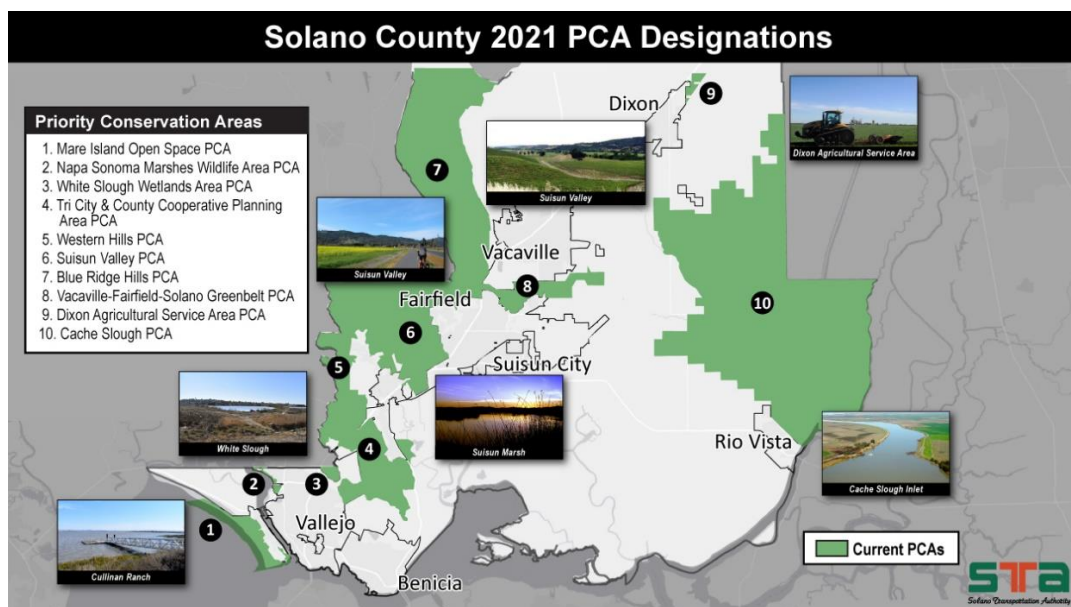 Solano County 2021 PCA Designations
Priority Conservation Areas
1. Mare Island Open Space PCA
2. Napa Sonoma Marshes Wildlife Area PCA
3. White Slough Wetlands Area PCA
4. Tri City & County Cooperative Planning
Area PCA
5. Western Hills PCA
6. Suisun Valley PCA
7. Blue Ridge Hills PCA
8. Vacaville-Fairfield-Solano Greenbelt PCA
9. Dixon Agricultural Service Area PCA
10. Cache Slough PCA
Dixon
9
Dixon Agricultural Service Area
7
Suisun Valley
Suisun Valley
Vacaville
8
Fairfield
10
6
Suisun City
5
White Slough
Suisun Marsh
4
Rio Vista
Cache Slough Inlet
2
3
1
Vallejo
Cullinan Ranch
Benicia
Current PCAs
STa
Solano Transportation Authority